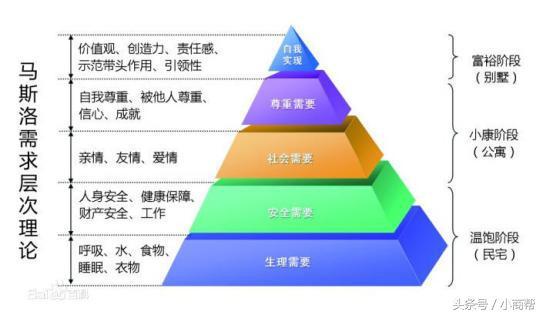 马斯洛需求层次理论
价值观、创造力、责任感、
示范带头作用、引领性
自我
实现
富裕阶段
(别墅)
自我尊重、被他人尊重、
信心、成就
尊重需要
小康阶段
(公寓)
亲情、友情、爱情
社会需要
人身安全、健康保障、
财产安全、工作
安全需要
温饱阶段
(民宅)
呼吸、水、食物、
睡眠、衣物
生理需要
Baidu百科
头条号 / 小商帮